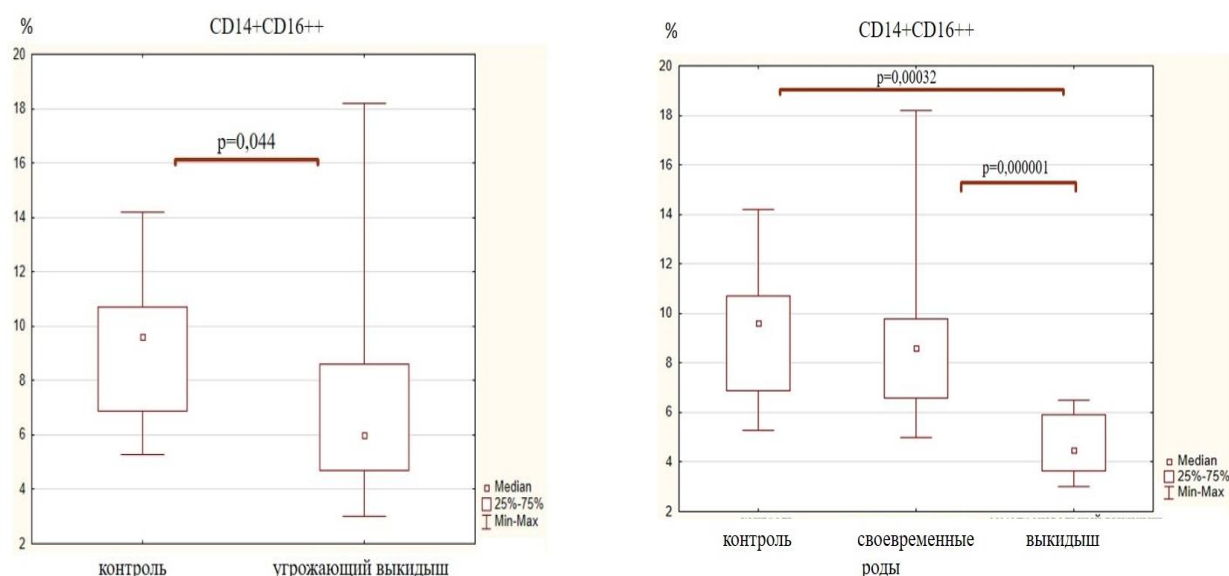 %
CD14+CD16++
20
18
16
14
12
10
8
6
4
2
p=0,044
Median
25%-75%
Min-Max
контроль
угрожающий выкидыш
%
CD14+CD16++
20
18
16
14
12
10
8
6
4
2
p=0,00032
p=0,000001
Median
25%-75%
Min-Max
контроль
своевременные
роды
выкидыш